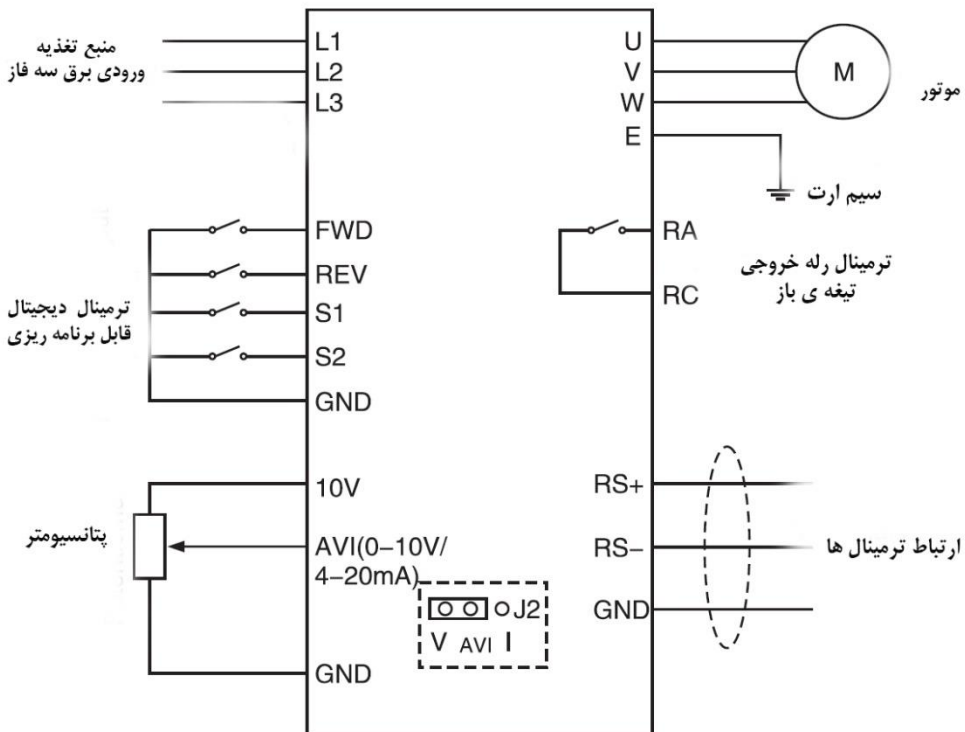 منبع تغذیه
ورودی برق سه فاز
L1
L2
L3
U
V
W
E
M
موتور
سیم ارت
FWD
REV
S1
S2
GND
ترمینال دیجیتال
قابل برنامه ریزی
RA
RC
ترمینال رله خروجی
تیغه ی باز
10V
AVI(0–10V/
4–20mA)
GND
پتانسیومتر
J2
V AVI I
RS+
RS–
GND
ارتباط ترمینال ها